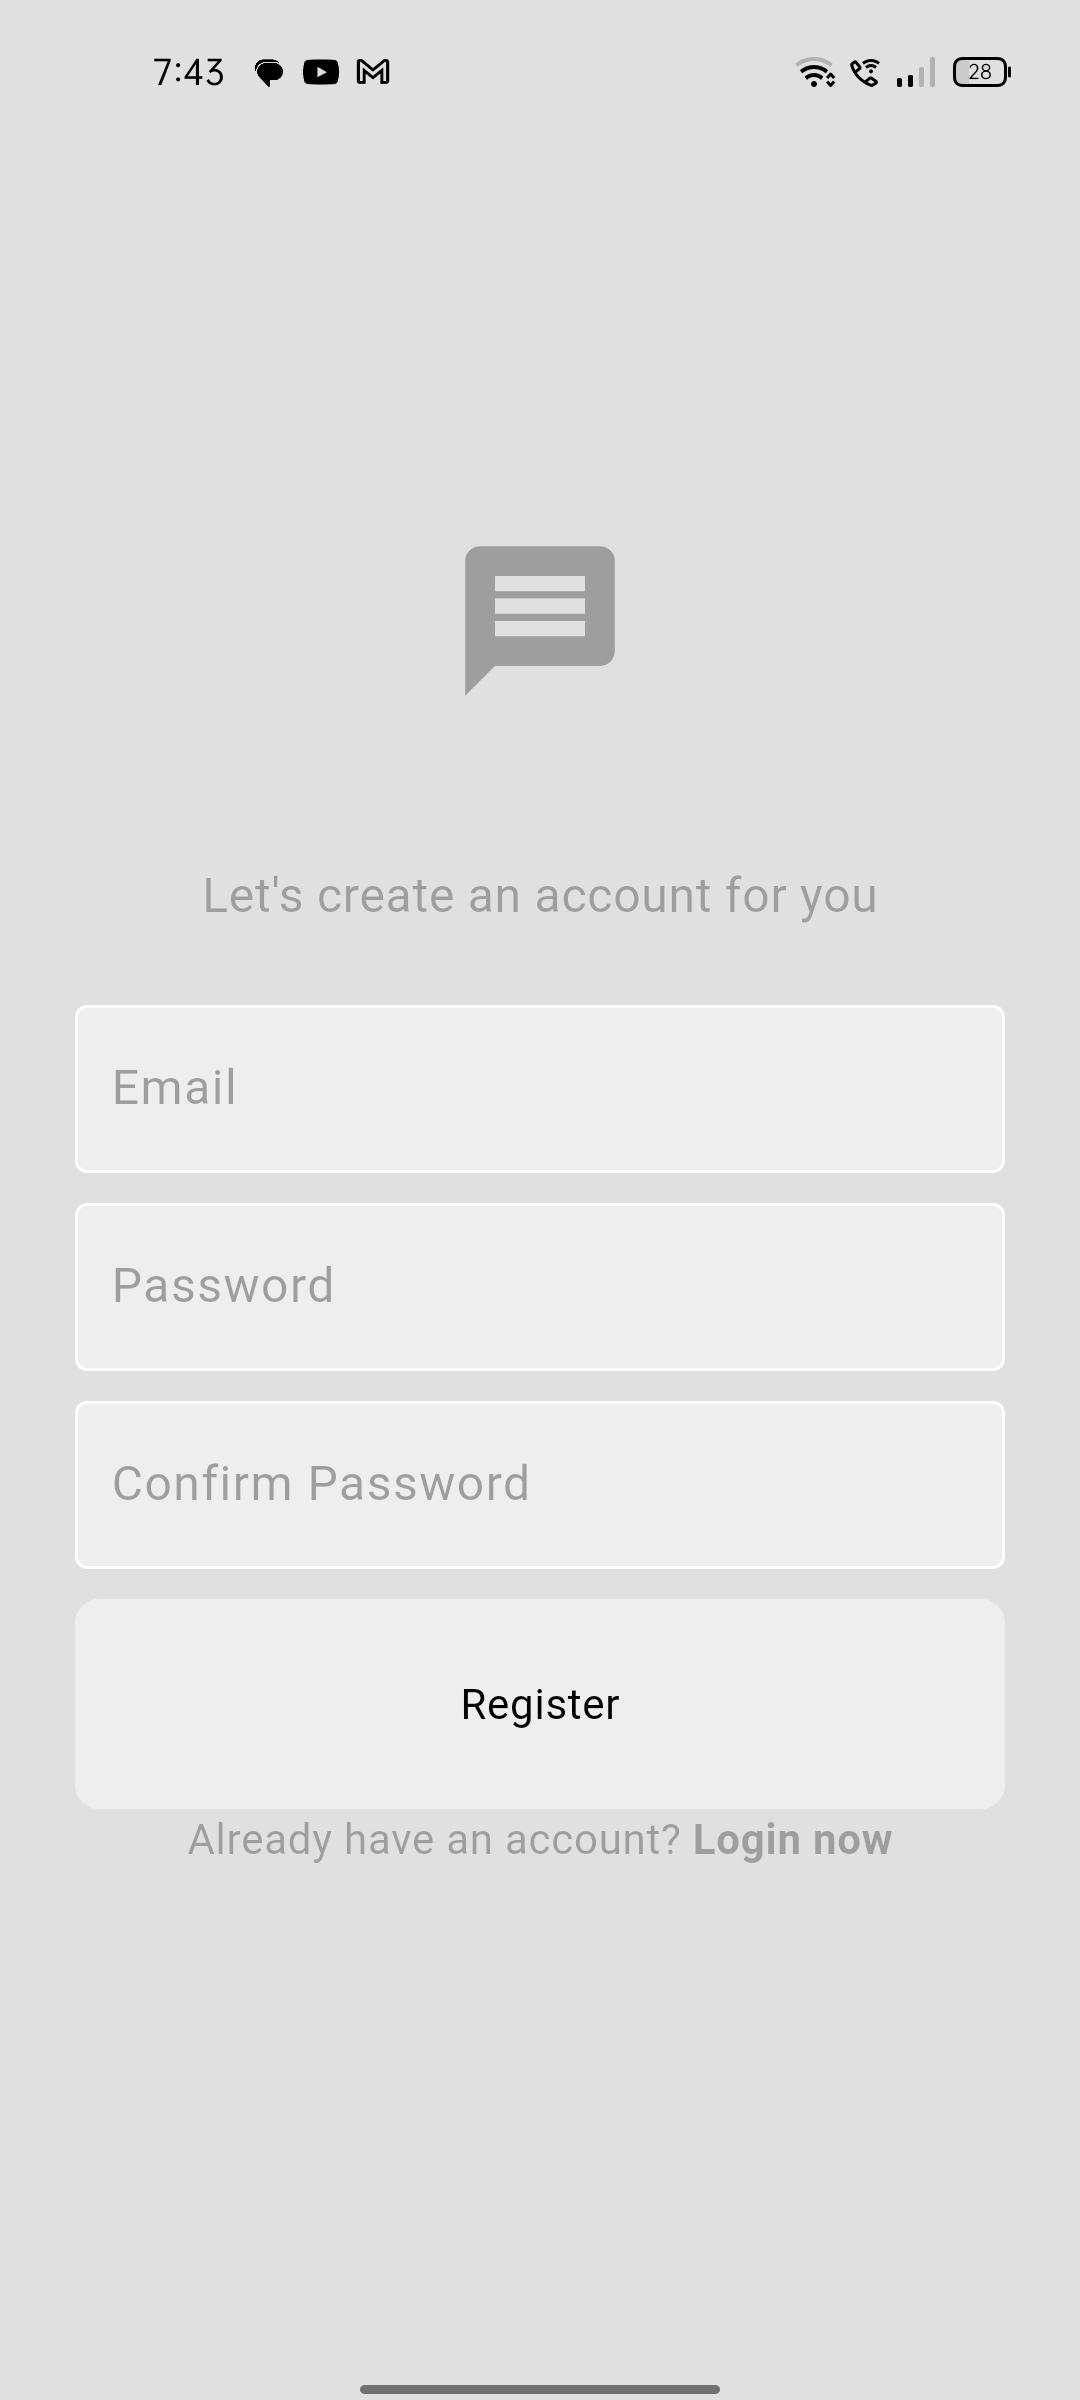 7:43
28
Let's create an account for you
Email
Password
Confirm Password
Register
Already have an account? Login now